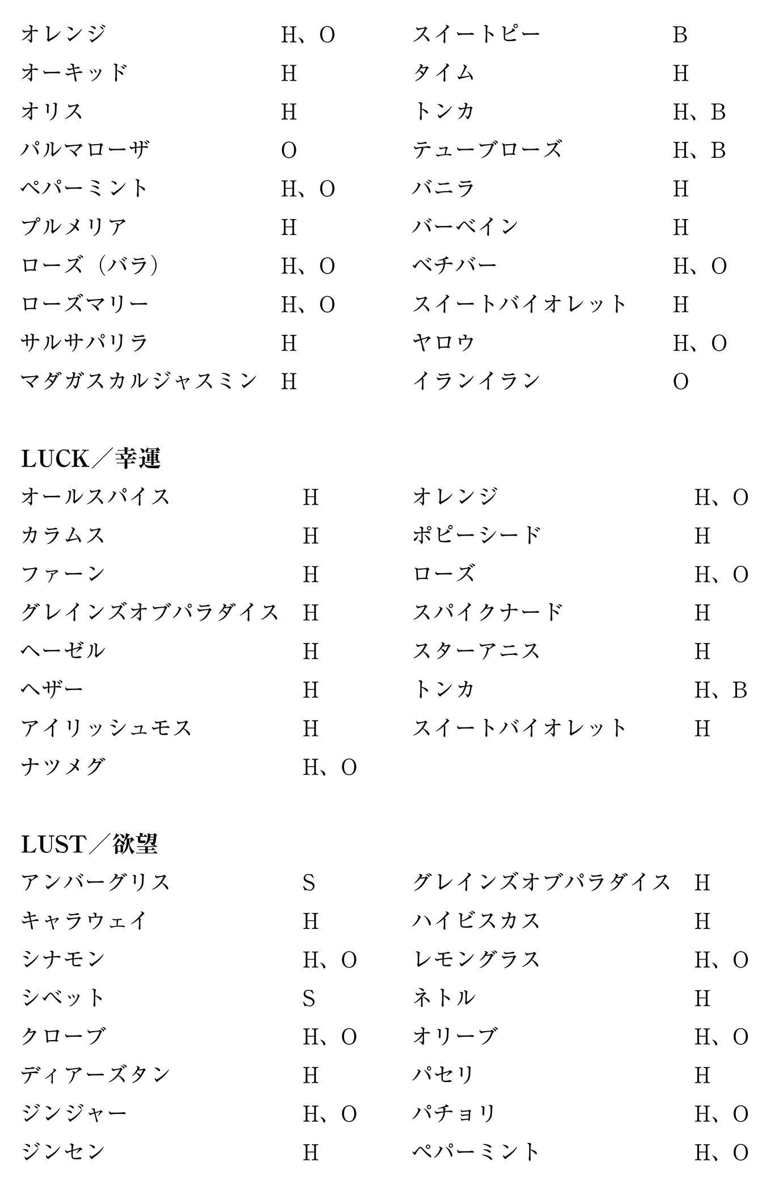 オレンジ H、O
オーキッド H
オリス H
パルマローザ O
ペパーミント H、O
プルメリア H
ローズ（バラ） H、O
ローズマリー H、O
サルサパリラ H
マダガスカルジャスミン H
スイートピー B
タイム H
トンカ H、B
テューブローズ H、B
バニラ H
バーベイン H
ベチバー H、O
スイートバイオレット H
ヤロウ H、O
イランイラン O
LUCK／幸運
オールスパイス H
カラムス H
ファーン H
グレインズオブパラダイス H
ヘーゼル H
ヘザー H
アイリッシュモス H
ナツメグ H、O
オレンジ H、O
ポピーシード H
ローズ H、O
スパイクナード H
スターアニス H
トンカ H、B
スイートバイオレット H
LUST／欲望
アンバーグリス S
キャラウェイ H
シナモン H、O
シベット S
クローブ H、O
ディアーズタン H
ジンジャー H、O
ジンセン H
グレインズオブパラダイス H
ハイビスカス H
レモングラス H、O
ネトル H
オリーブ H、O
パセリ H
パチョリ H、O
ペパーミント H、O